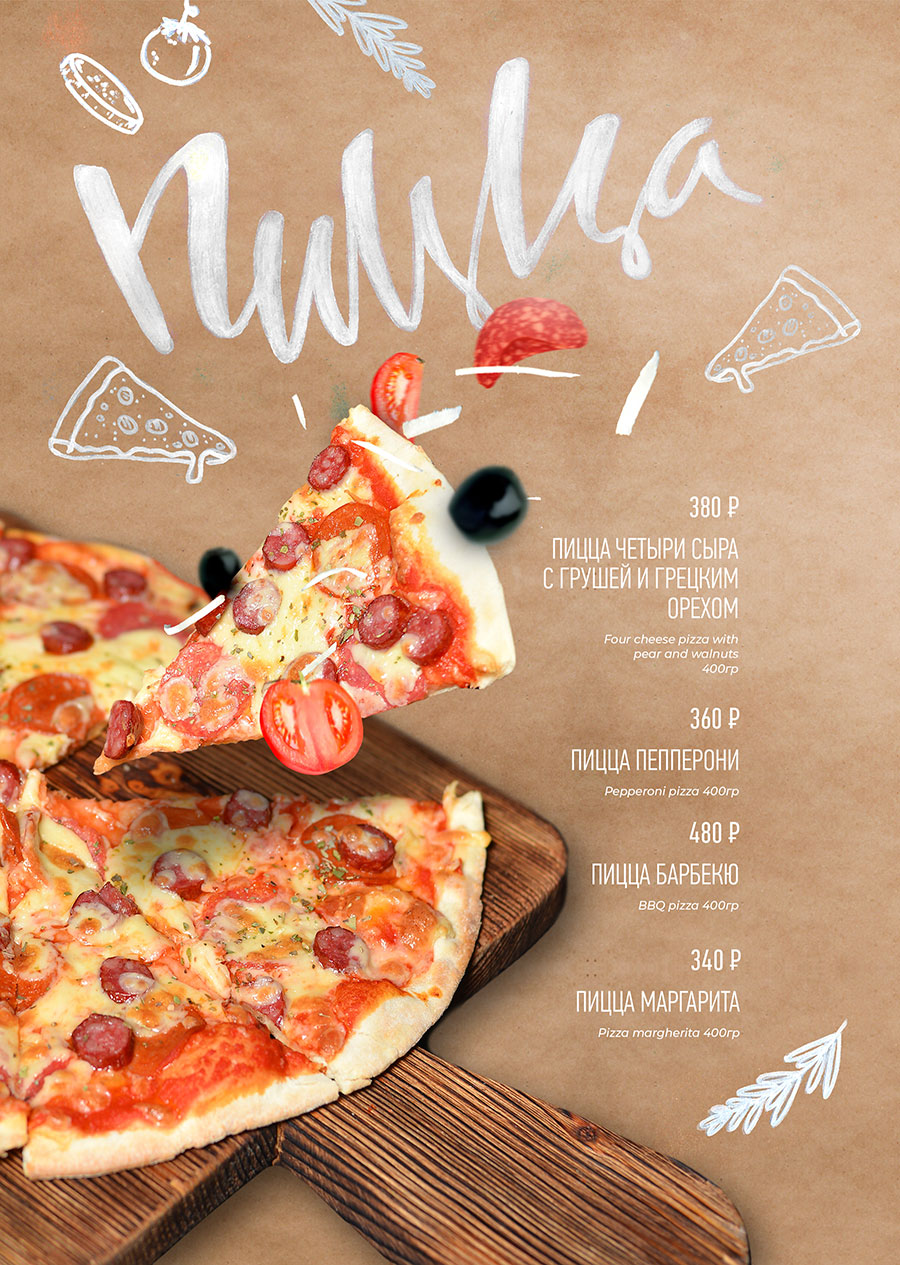 Пицца
380 ₽
ПИЦЦА ЧЕТЫРИ СЫРА
С ГРУШЕЙ И ГРЕЦКИМ
ОРЕХОМ
Four cheese pizza with
pear and walnuts
400гр
360 ₽
ПИЦЦА ПЕППЕРОНИ
Pepperoni pizza 400гр
480 ₽
ПИЦЦА БАРБЕКЮ
BBQ pizza 400гр
340 ₽
ПИЦЦА МАРГАРИТА
Pizza margherita 400гр